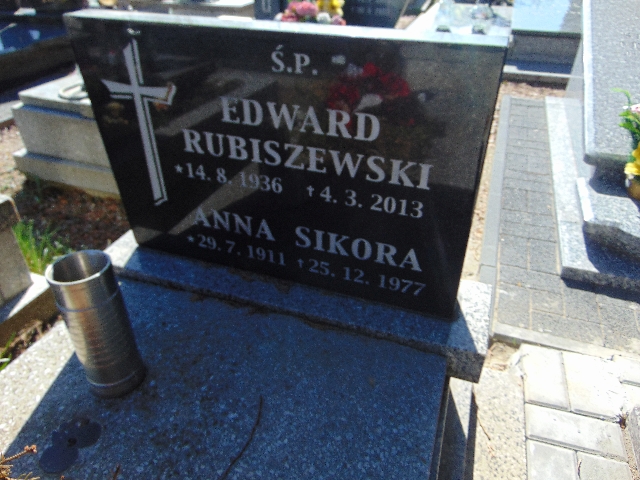 Ś.P.
EDWARD
RUBISZEWSKI
*14. 8. 1936 †4. 3. 2013
ANNA SIKORA
*29. 7. 1911 †25. 12. 1977